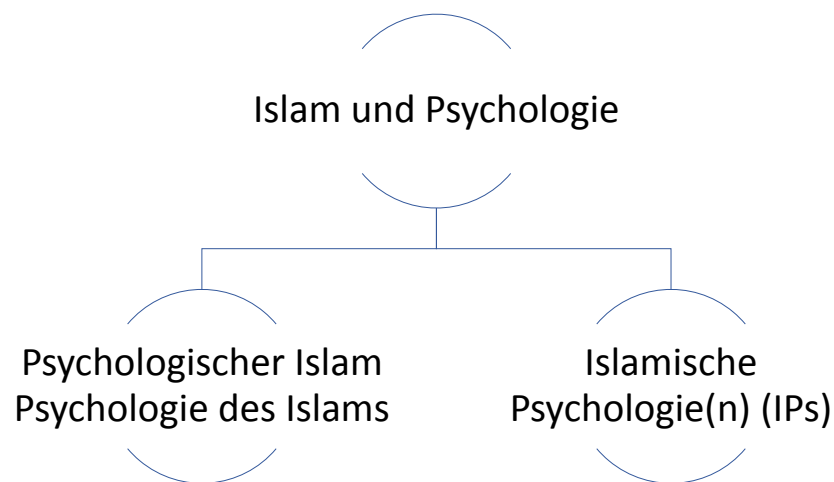 Islam und Psychologie
Psychologischer Islam
Psychologie des Islams
Islamische
Psychologie(n) (IPs)